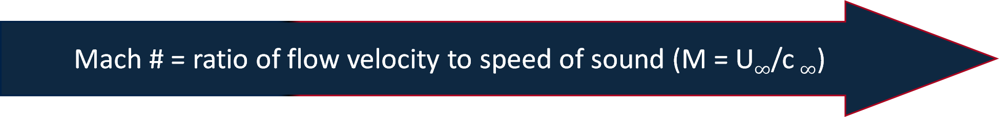 Mach # = ratio of flow velocity to speed of sound (M = U∞/c ∞)